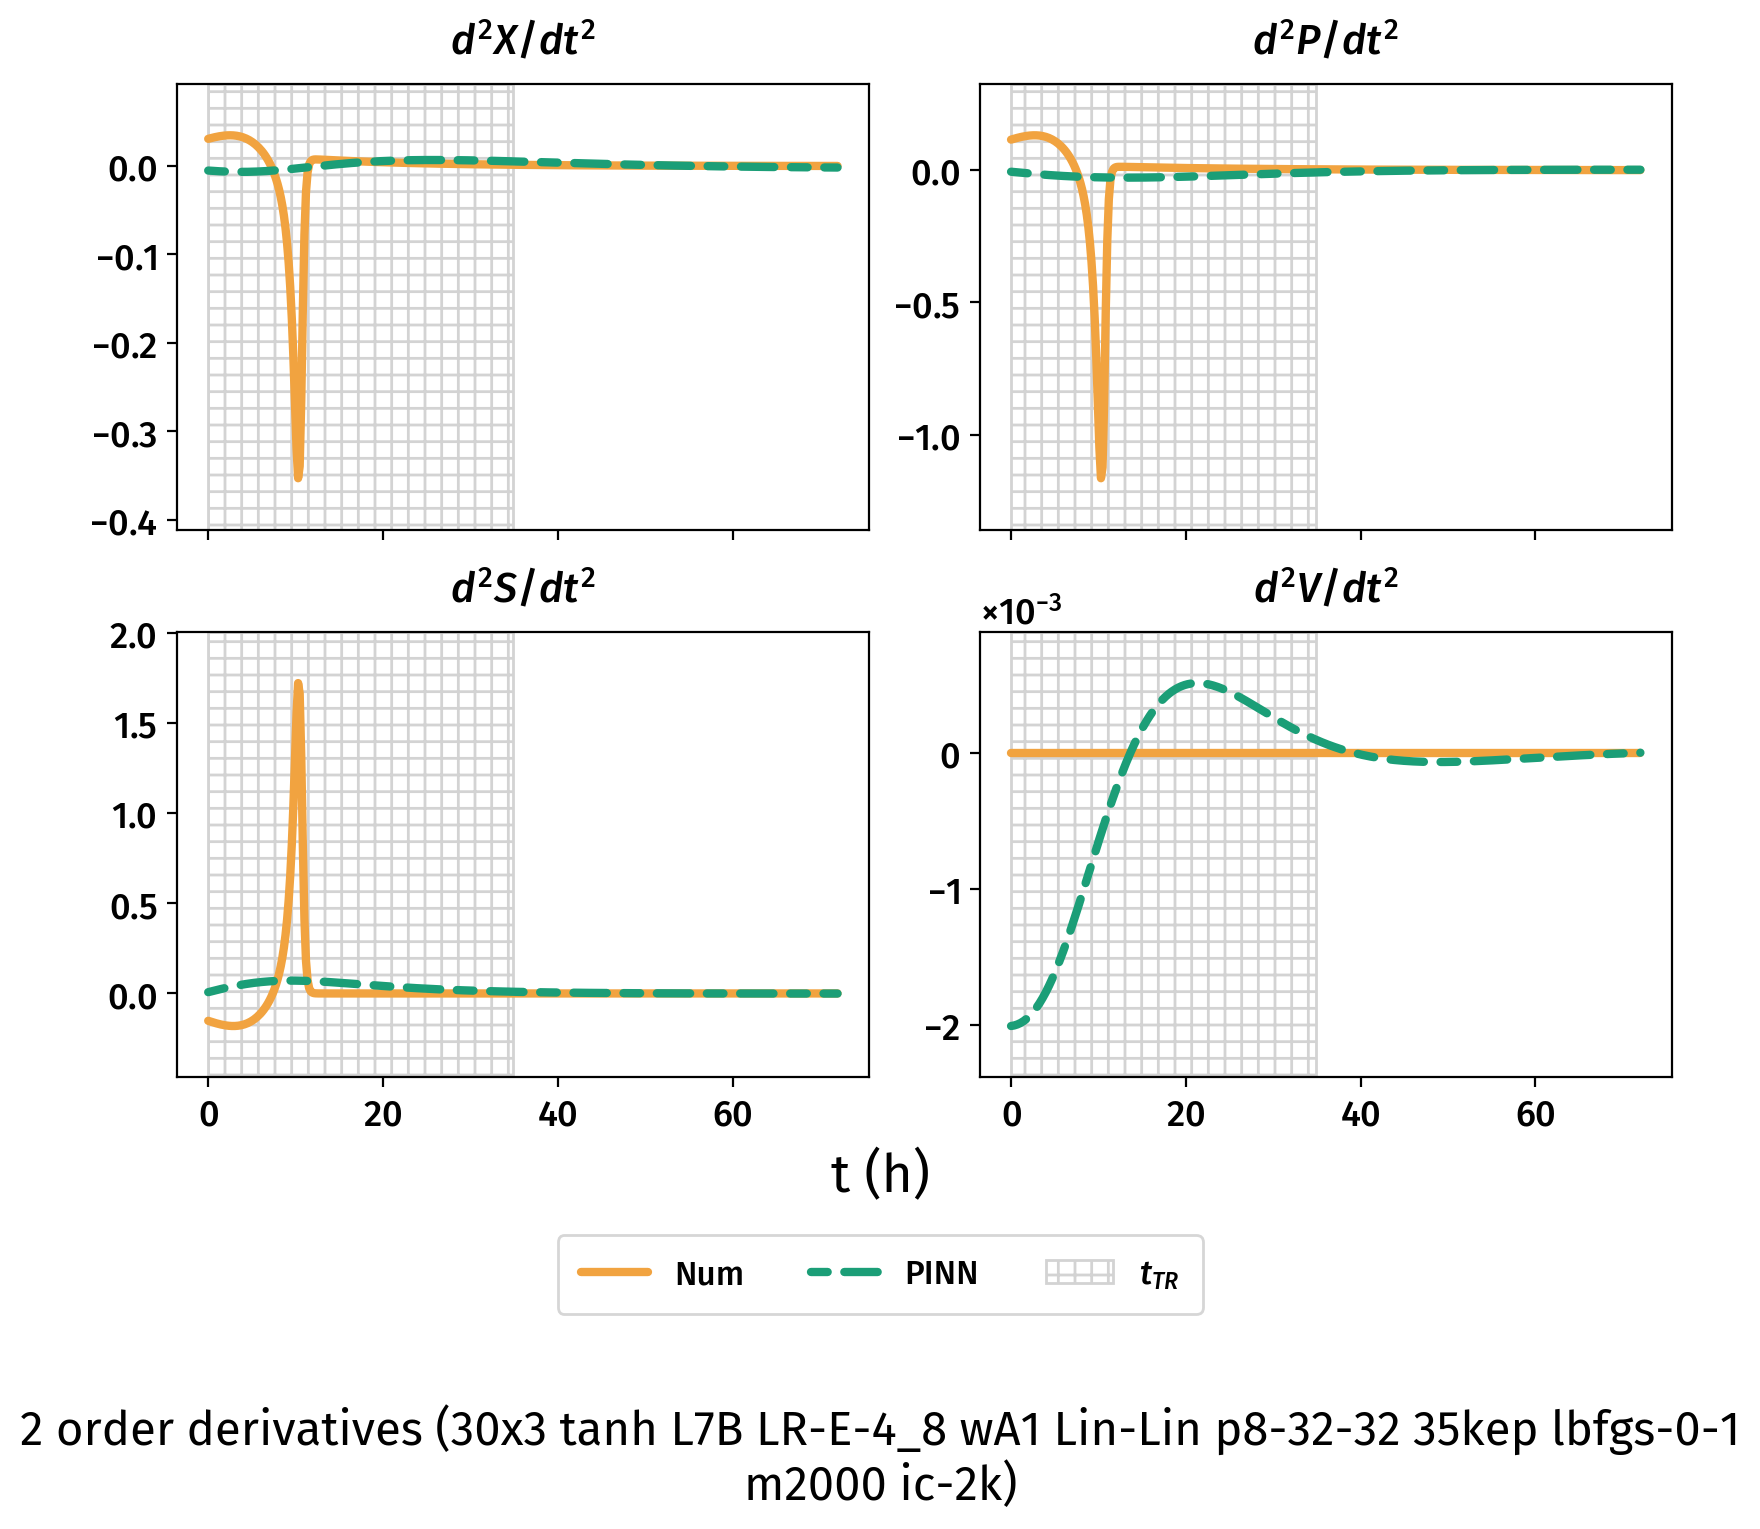 d²X/dt²
d²P/dt²
0.0
−0.1
−0.2
−0.3
−0.4
0.0
−0.5
−1.0
d²S/dt²
d²V/dt²
×10⁻³
2.0
1.5
1.0
0.5
0.0
0
−1
−2
0 20 40 60
0 20 40 60
t (h)
Num PINN t_TR
2 order derivatives (30x3 tanh L7B LR-E-4_8 wA1 Lin-Lin p8-32-32 35kep lbfgs-0-1
m2000 ic-2k)